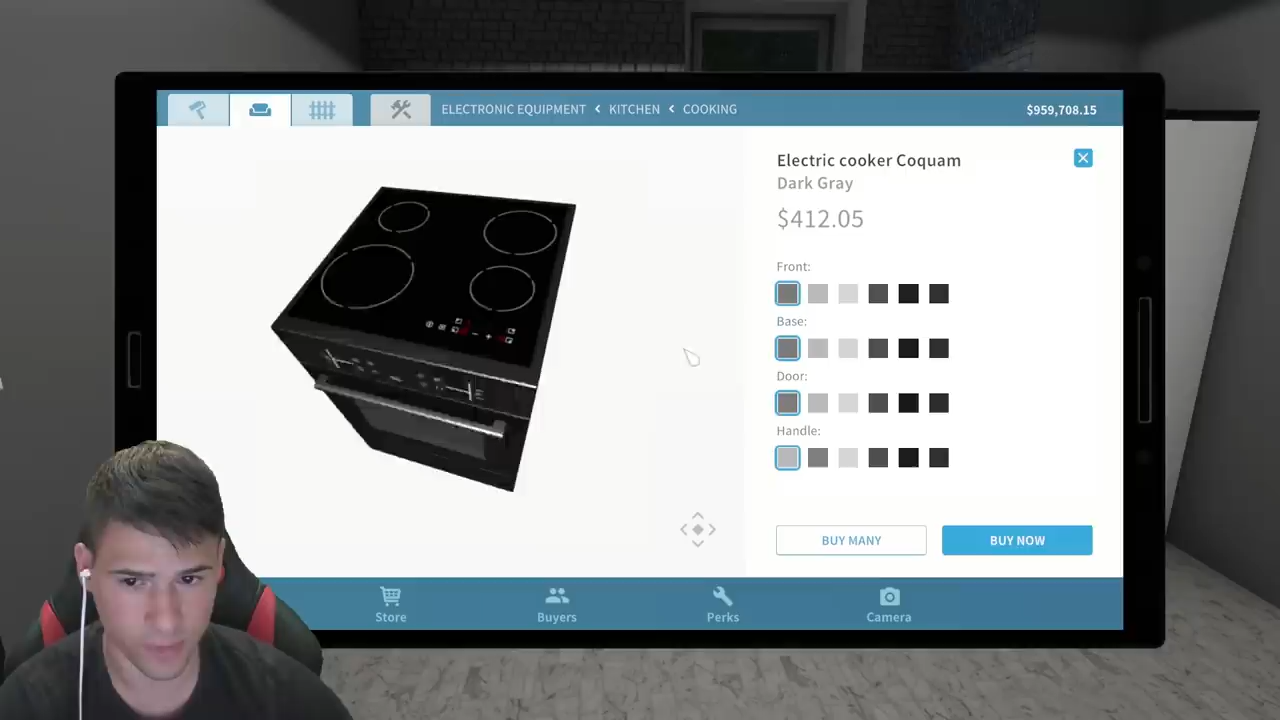 ELECTRONIC EQUIPMENT < KITCHEN < COOKING
$959,708.15
Electric cooker Coquam
Dark Gray
$412.05
Front:
Base:
Door:
Handle:
BUY MANY
BUY NOW
Store
Buyers
Perks
Camera